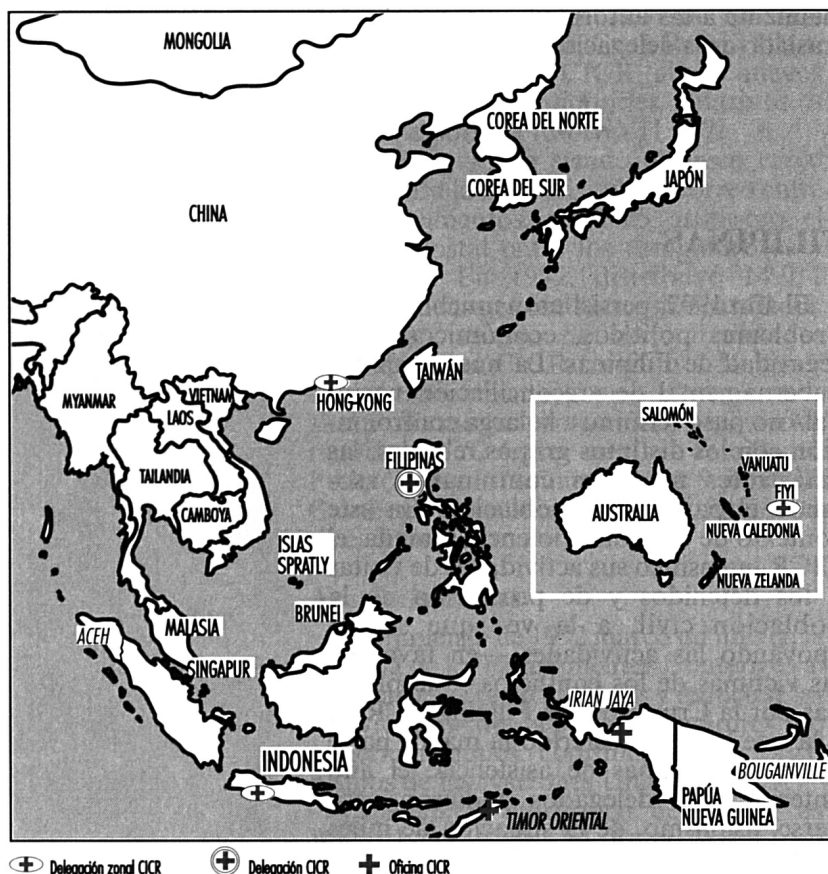 MONGOLIA
COREA DEL NORTE
COREA DEL SUR
JAPÓN
CHINA
TAIWÁN
HONG-KONG
MYANMAR
VIETNAM
LAOS
TAILANDIA
CAMBOYA
FILIPINAS
ISLAS
SPRATLY
BRUNEI
MALASIA
ACEH
SINGAPUR
INDONESIA
IRIAN JAYA
BOUGAINVILLE
PAPÚA
NUEVA GUINEA
TIMOR ORIENTAL
SALOMÓN
VANUATU
FIYI
AUSTRALIA
NUEVA CALEDONIA
NUEVA ZELANDA
Delegación zonal CICR Delegación CICR Oficina CICR